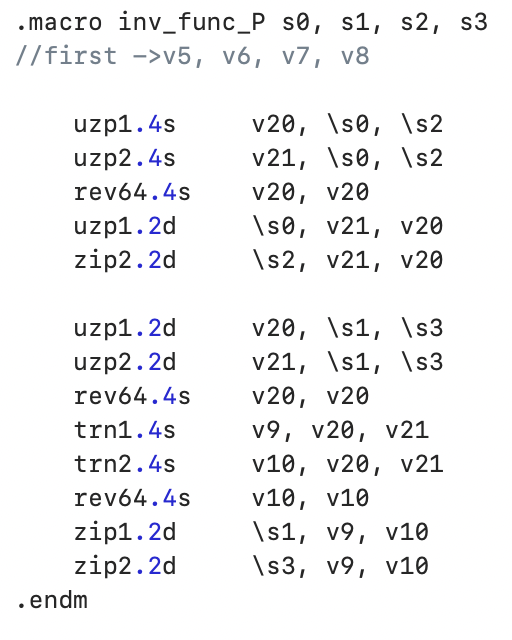 .macro inv_func_P s0, s1, s2, s3
//first ->v5, v6, v7, v8
uzp1.4s v20, \s0, \s2
uzp2.4s v21, \s0, \s2
rev64.4s v20, v20
uzp1.2d \s0, v21, v20
zip2.2d \s2, v21, v20
uzp1.2d v20, \s1, \s3
uzp2.2d v21, \s1, \s3
rev64.4s v20, v20
trn1.4s v9, v20, v21
trn2.4s v10, v20, v21
rev64.4s v10, v10
zip1.2d \s1, v9, v10
zip2.2d \s3, v9, v10
.endm